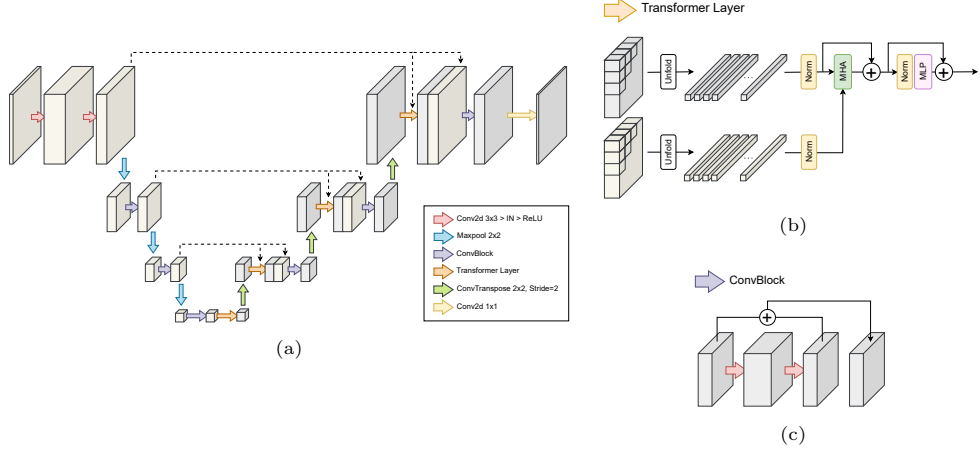 Transformer Layer
Unfold
...
Norm
MHA
+
Norm
MLP
+
Unfold
...
Norm
(b)
Conv2d 3x3 > IN > ReLU
Maxpool 2x2
ConvBlock
Transformer Layer
ConvTranspose 2x2, Stride=2
Conv2d 1x1
(a)
ConvBlock
+
(c)